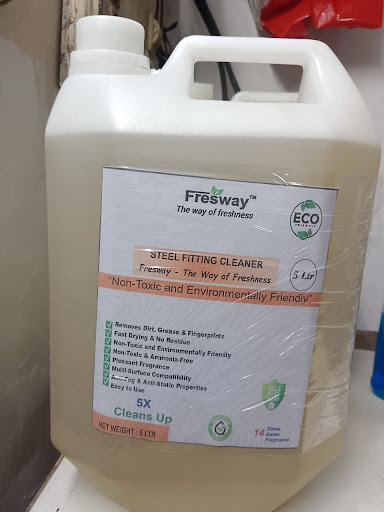 Fresway™
The way of freshness
ECO
FRIENDLY
STEEL FITTING CLEANER
Fresway - The Way of Freshness
5 Ltr
"Non-Toxic and Environmentally Friendly"
Removes Dirt, Grease & Fingerprints
Fast Drying & No Residue
Non-Toxic and Environmentally Friendly
Non-Toxic & Ammonia-Free
Pleasant Fragrance
Multi-Surface Compatibility
Anti-Fog & Anti-Static Properties
Easy to Use
5X
Cleans Up
NET WEIGHT : 5 LTR
14 Times
Better
Fragrance